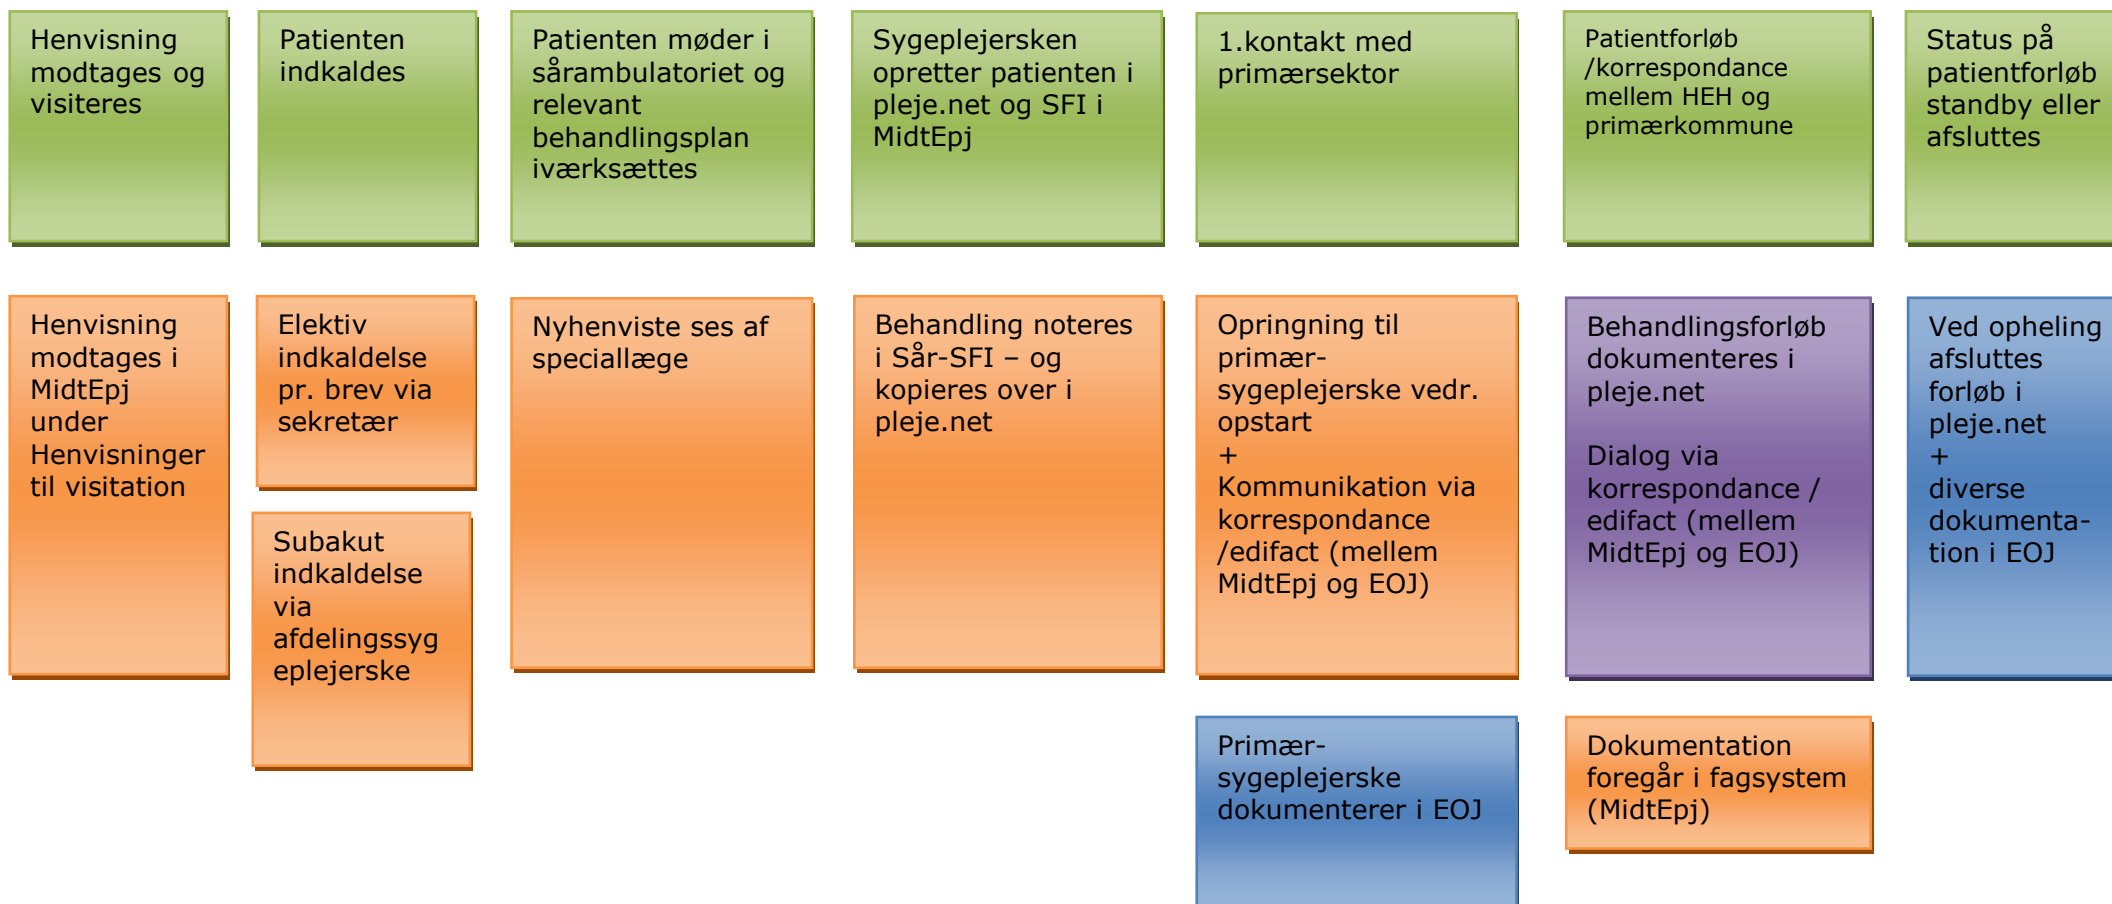 Henvisning
modtages og
visiteres
Patienten
indkaldes
Patienten møder i
sårambulatoriet og
relevant
behandlingsplan
iværksættes
Sygeplejersken
opretter patienten i
pleje.net og SFI i
MidtEpj
1.kontakt med
primærsektor
Patientforløb
/korrespondance
mellem HEH og
primærkommune
Status på
patientforløb
standby eller
afsluttes
Henvisning
modtages i
MidtEpj
under
Henvisninger
til visitation
Elektiv
indkaldelse
pr. brev via
sekretær
Subakut
indkaldelse
via
afdelingssyg
eplejerske
Nyhenviste ses af
speciallæge
Behandling noteres
i Sår-SFI – og
kopieres over i
pleje.net
Opringning til
primær-
sygeplejerske vedr.
opstart
+
Kommunikation via
korrespondance
/edifact (mellem
MidtEpj og EOJ)
Primær-
sygeplejerske
dokumenterer i EOJ
Behandlingsforløb
dokumenteres i
pleje.net
Dialog via
korrespondance /
edifact (mellem
MidtEpj og EOJ)
Dokumentation
foregår i fagsystem
(MidtEpj)
Ved opheling
afsluttes
forløb i
pleje.net
+
diverse
dokumenta-
tion i EOJ